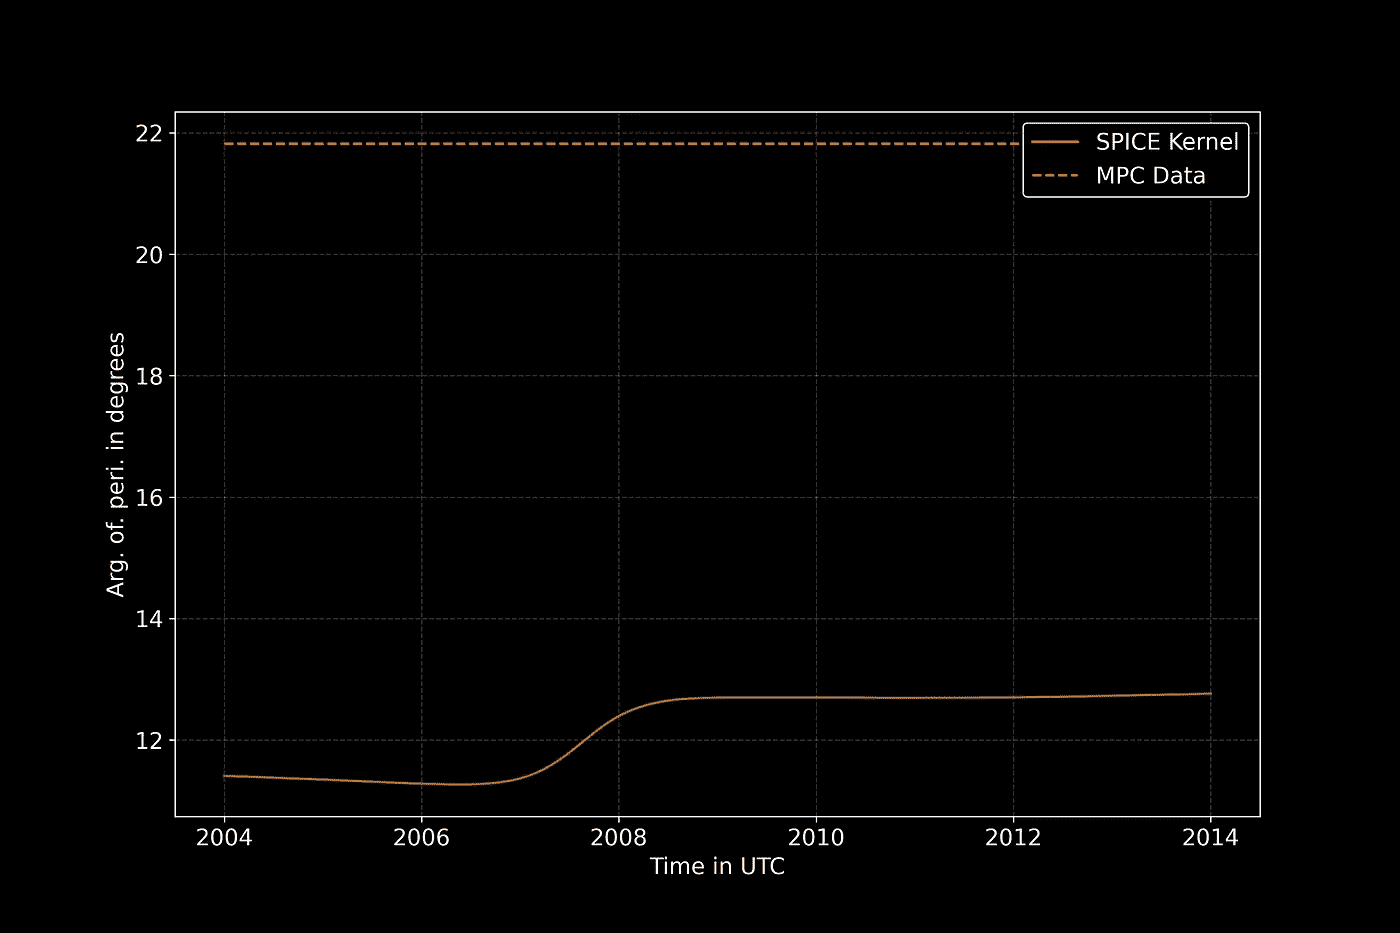 22
20
18
16
14
12
Arg. of. peri. in degrees
SPICE Kernel
MPC Data
2004 2006 2008 2010 2012 2014
Time in UTC